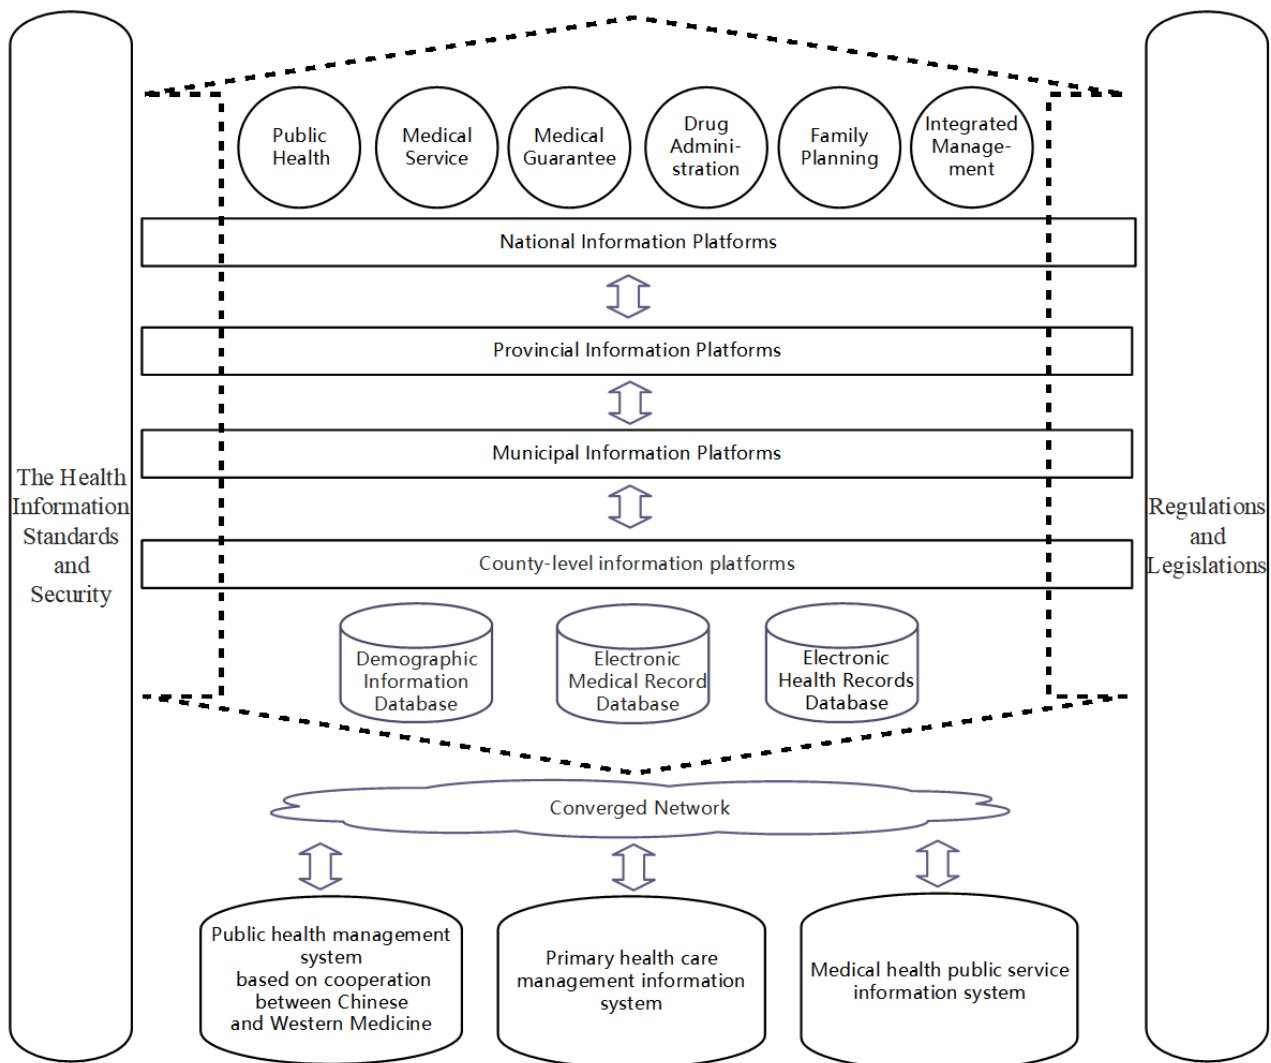 Public
Health
Medical
Service
Medical
Guarantee
Drug
Admini-
stration
Family
Planning
Integrated
Manage-
ment
National Information Platforms
Provincial Information Platforms
Municipal Information Platforms
County-level information platforms
The Health
Information
Standards
and
Security
Regulations
and
Legislations
Demographic
Information
Database
Electronic
Medical Record
Database
Electronic
Health Records
Database
Converged Network
Public health management
system
based on cooperation
between Chinese
and Western Medicine
Primary health care
management information
system
Medical health public service
information system